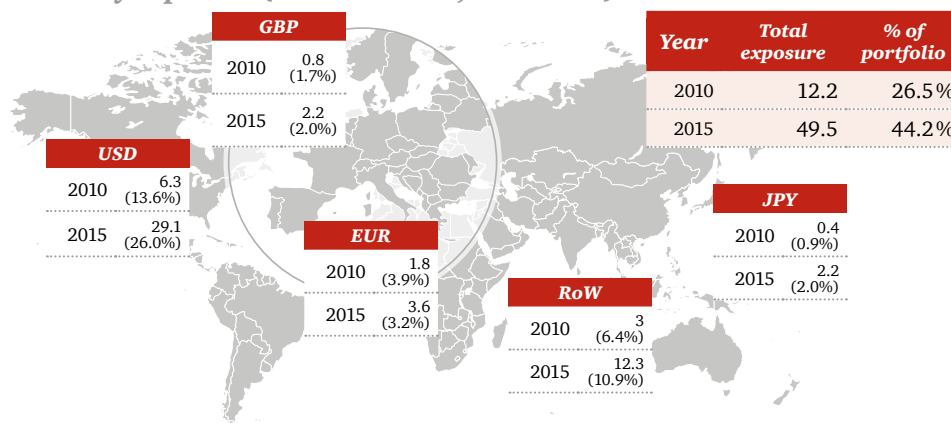 GBP
2010 0.8
(1.7%)
2015 2.2
(2.0%)
Year Total exposure % of portfolio
2010 12.2 26.5%
2015 49.5 44.2%
USD
2010 6.3
(13.6%)
2015 29.1
(26.0%)
EUR
2010 1.8
(3.9%)
2015 3.6
(3.2%)
RoW
2010 3
(6.4%)
2015 12.3
(10.9%)
JPY
2010 0.4
(0.9%)
2015 2.2
(2.0%)